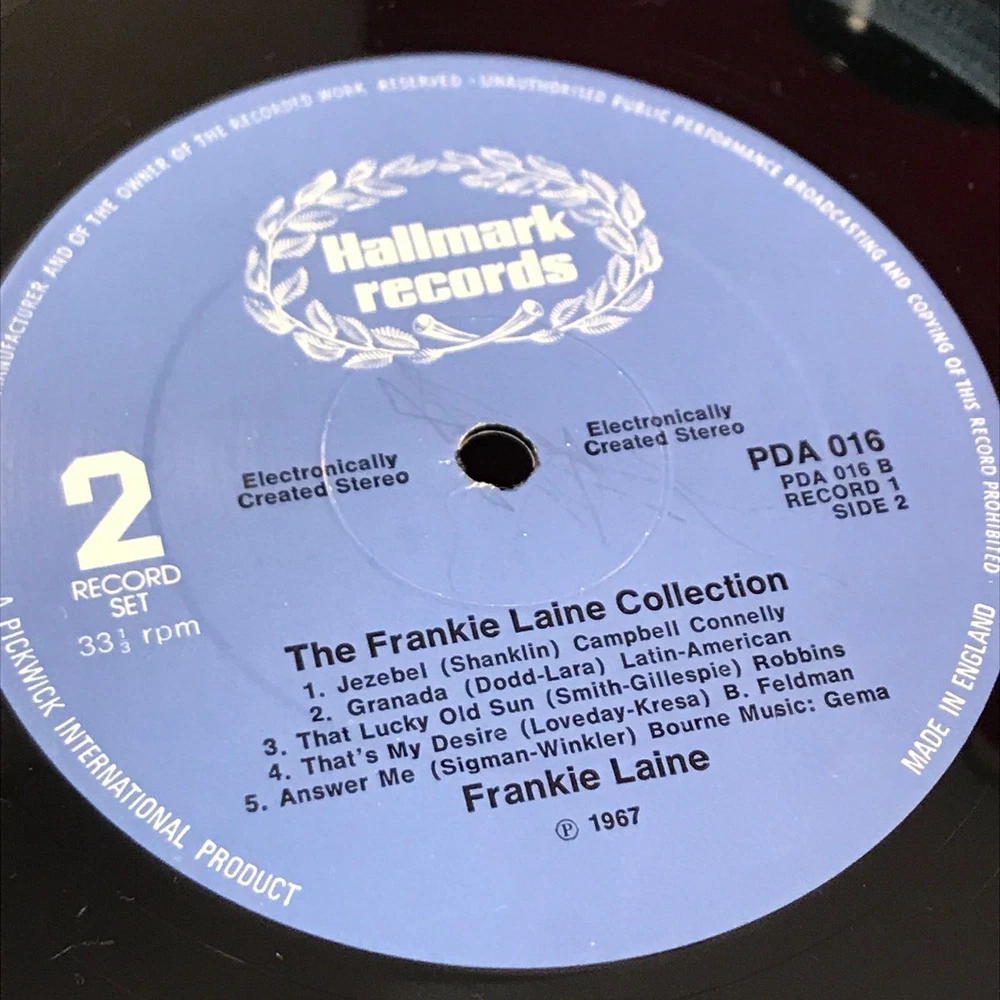 MANUFACTURER AND OF THE OWNER OF THE RECORDED WORK RESERVED · UNAUTHORISED PUBLIC PERFORMANCE BROADCASTING AND COPYING OF THIS RECORD PROHIBITED
Hallmark
records
Electronically
Created Stereo
Electronically
Created Stereo
PDA 016
PDA 016 B
RECORD 1
SIDE 2
2
RECORD
SET
33⅓ rpm
The Frankie Laine Collection
1. Jezebel (Shanklin) Campbell Connelly
2. Granada (Dodd-Lara) Latin-American
3. That Lucky Old Sun (Smith-Gillespie) Robbins
4. That's My Desire (Loveday-Kresa) B. Feldman
5. Answer Me (Sigman-Winkler) Bourne Music: Gema
Frankie Laine
℗ 1967
A PICKWICK INTERNATIONAL PRODUCT
MADE IN ENGLAND